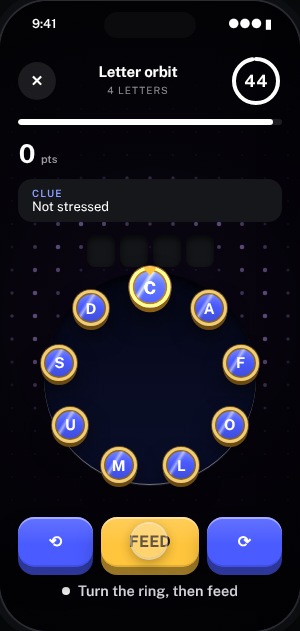 9:41
✕
Letter orbit
4 LETTERS
44
0 pts
CLUE
Not stressed
C
D A
S F
U O
M L
⟲ FEED ⟳
Turn the ring, then feed